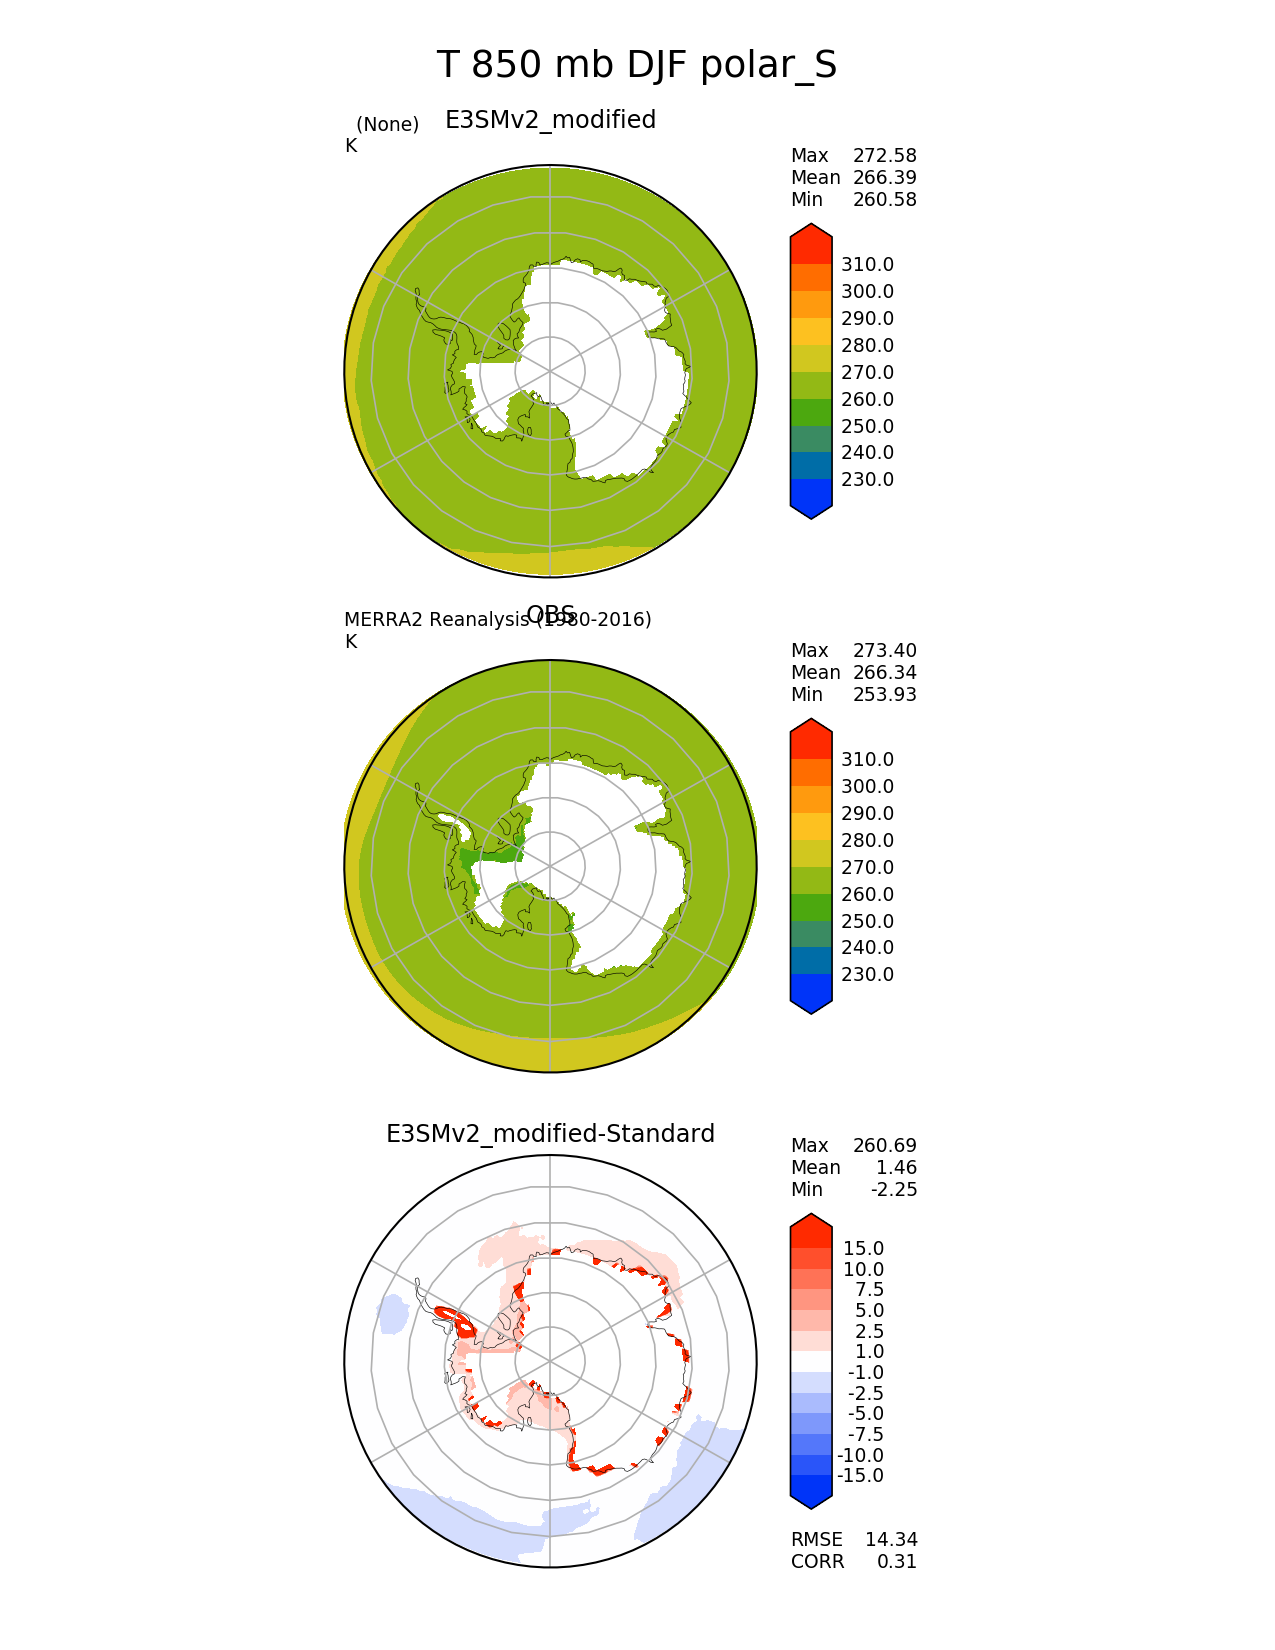 T 850 mb DJF polar_S
(None) E3SMv2_modified
K
Max 272.58
Mean 266.39
Min 260.58
310.0
300.0
290.0
280.0
270.0
260.0
250.0
240.0
230.0
OBS
MERRA2 Reanalysis (1980-2016)
K
Max 273.40
Mean 266.34
Min 253.93
310.0
300.0
290.0
280.0
270.0
260.0
250.0
240.0
230.0
E3SMv2_modified-Standard
Max 260.69
Mean 1.46
Min -2.25
15.0
10.0
7.5
5.0
2.5
1.0
-1.0
-2.5
-5.0
-7.5
-10.0
-15.0
RMSE 14.34
CORR 0.31